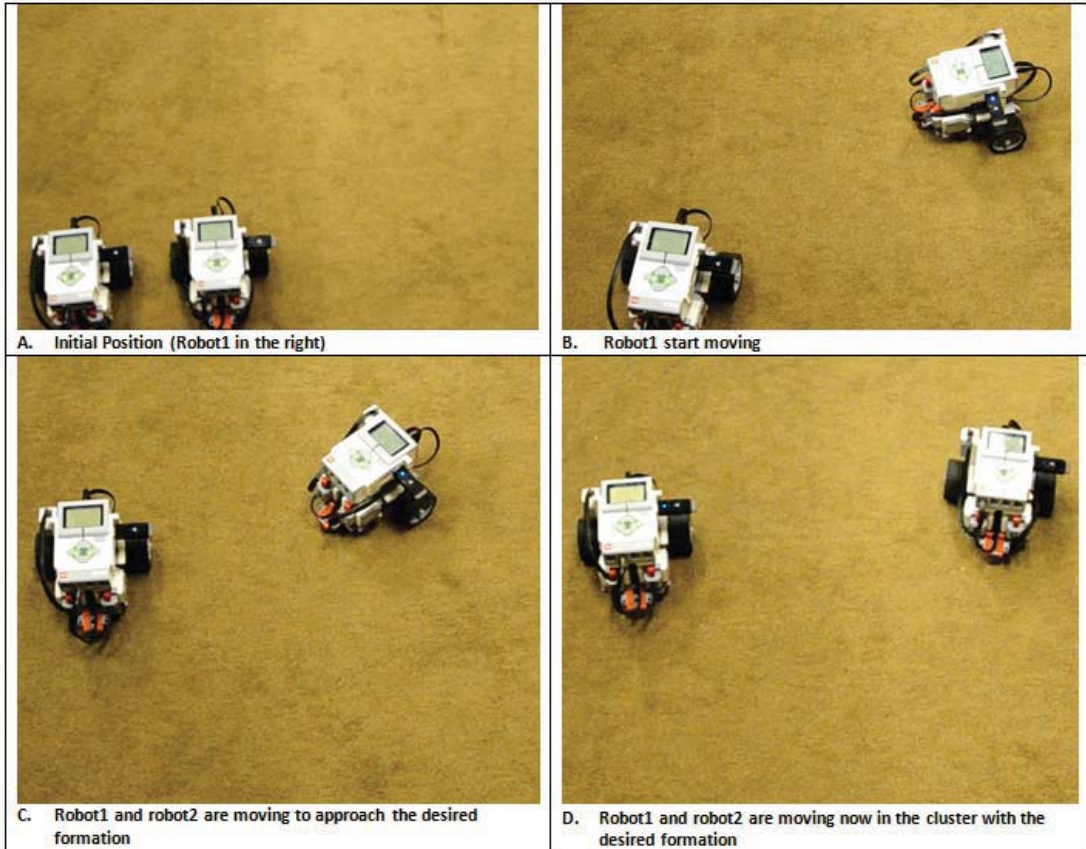 A. Initial Position (Robot1 in the right)
B. Robot1 start moving
C. Robot1 and robot2 are moving to approach the desired
formation
D. Robot1 and robot2 are moving now in the cluster with the
desired formation